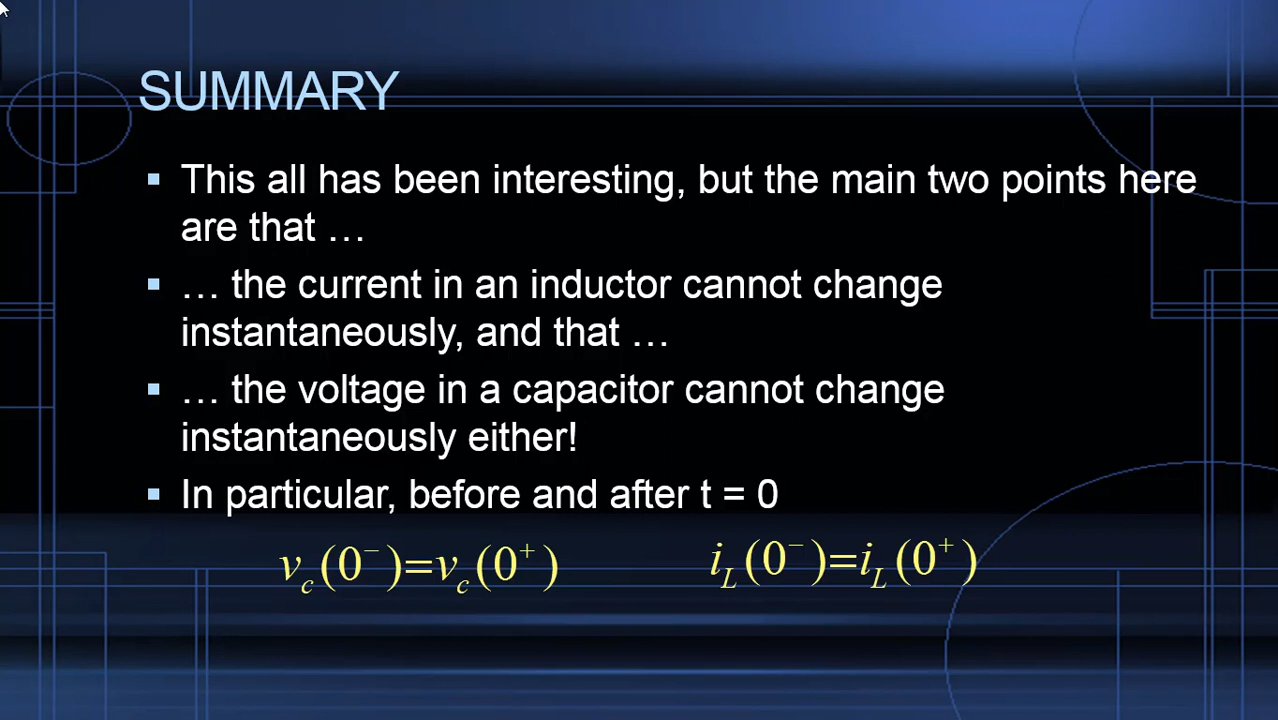 SUMMARY
▪ This all has been interesting, but the main two points here
are that …
▪ … the current in an inductor cannot change
instantaneously, and that …
▪ … the voltage in a capacitor cannot change
instantaneously either!
▪ In particular, before and after t = 0
v_c(0⁻)=v_c(0⁺) i_L(0⁻)=i_L(0⁺)